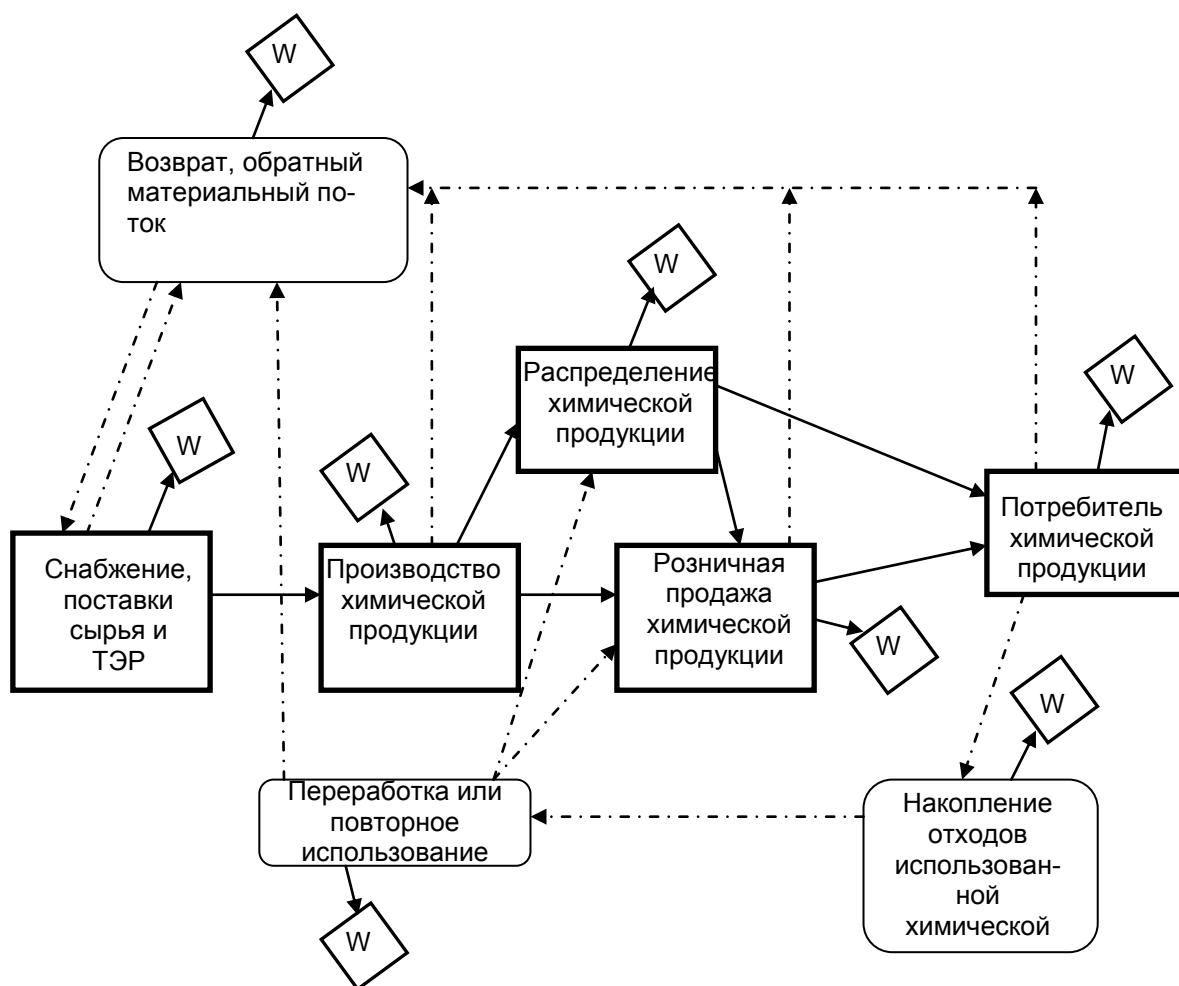 W
Возврат, обратный
материальный по-
ток
W
Распределение
химической
продукции
W
W
W
Снабжение,
поставки
сырья и
ТЭР
Производство
химической
продукции
Розничная
продажа
химической
продукции
Потребитель
химической
продукции
W
W
Переработка или
повторное
использование
Накопление
отходов
использован-
ной
химической
W